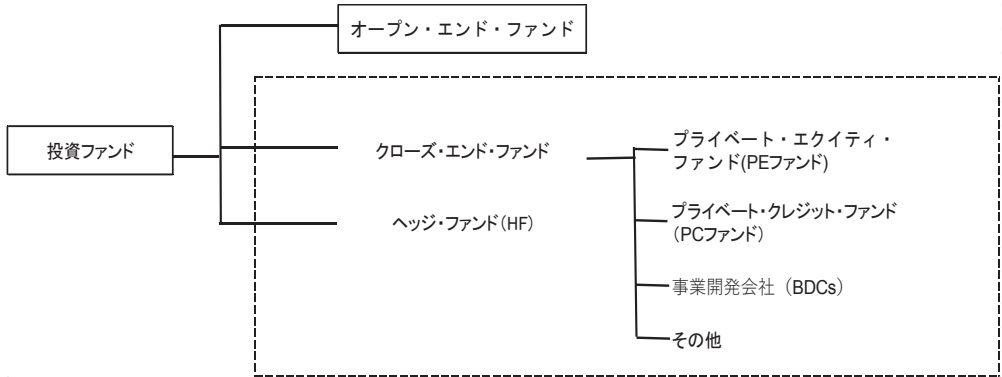 オープン・エンド・ファンド
投資ファンド
クローズ・エンド・ファンド
ヘッジ・ファンド(HF)
プライベート・エクイティ・
ファンド(PEファンド)
プライベート・クレジット・ファンド
(PCファンド)
事業開発会社（BDCs）
その他